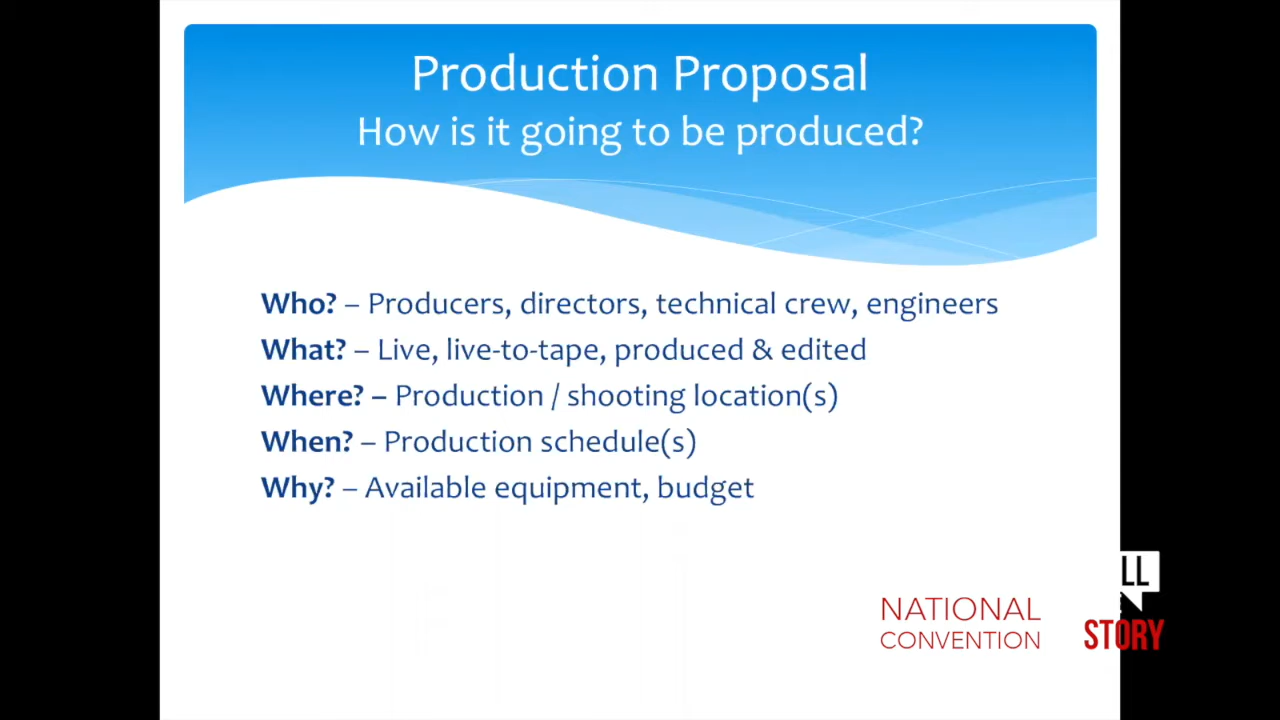 Production Proposal
How is it going to be produced?
Who? – Producers, directors, technical crew, engineers
What? – Live, live-to-tape, produced & edited
Where? – Production / shooting location(s)
When? – Production schedule(s)
Why? – Available equipment, budget
NATIONAL
CONVENTION
LL
STORY